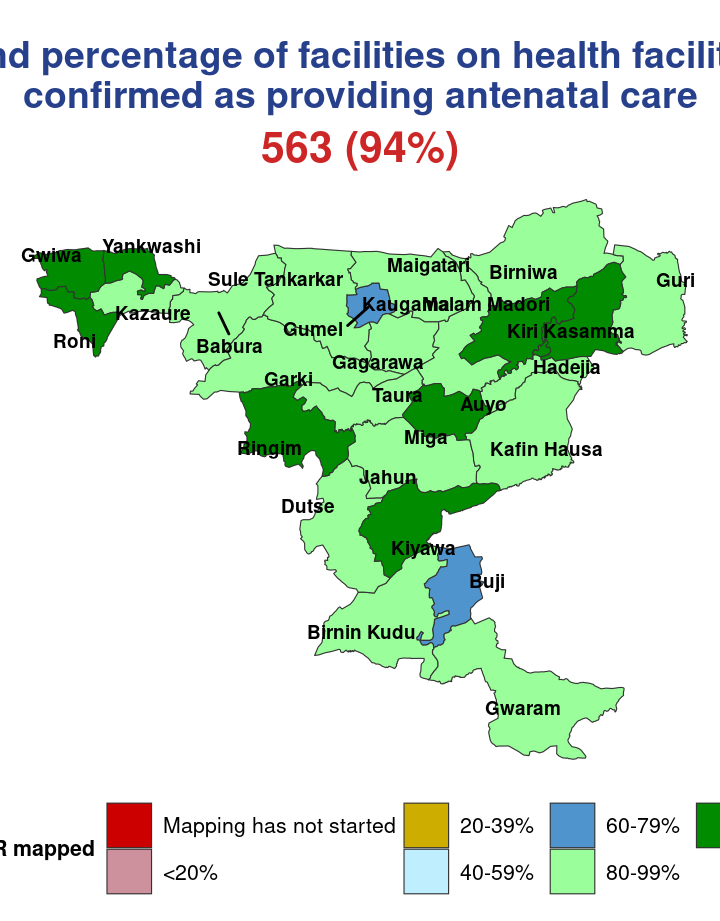 percentage of facilities on health
confirmed as providing antenatal care
563 (94%)
Gwiwa
Yankwashi
Sule Tankarkar
Maigatari
Birniwa
Guri
Kazaure
Kaugama
Malam Madori
Roni
Babura
Gumel
Kiri Kasamma
Gagarawa
Hadejia
Garki
Taura
Auyo
Ringim
Miga
Kafin Hausa
Jahun
Dutse
Kiyawa
Buji
Birnin Kudu
Gwaram
mapped
Mapping has not started
20-39%
60-79%
<20%
40-59%
80-99%